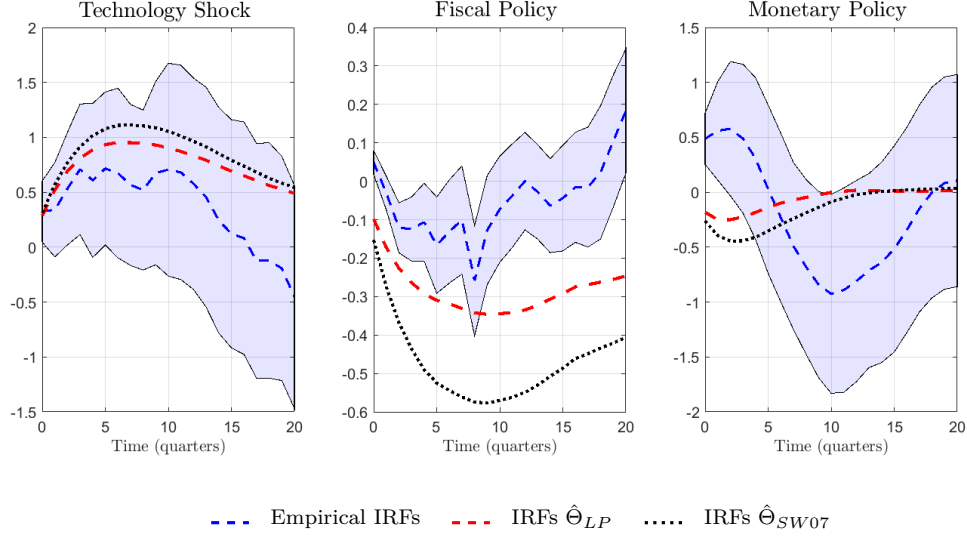 Technology Shock
Fiscal Policy
Monetary Policy
2
1.5
1
0.5
0
-0.5
-1
-1.5
0 5 10 15 20
Time (quarters)
0.4
0.3
0.2
0.1
0
-0.1
-0.2
-0.3
-0.4
-0.5
-0.6
0 5 10 15 20
Time (quarters)
1.5
1
0.5
0
-0.5
-1
-1.5
-2
0 5 10 15 20
Time (quarters)
Empirical IRFs IRFs Θ̂_LP IRFs Θ̂_SW07